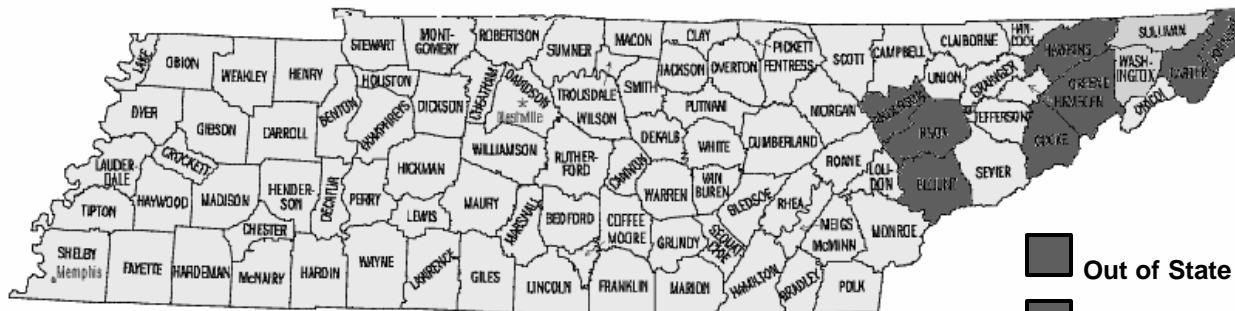 STEWART MONT-GOMERY ROBERTSON SUMNER MACON CLAY PICKETT SCOTT CAMPBELL CLAIBORNE HAN-COCK HAWKINS SULLIVAN
LAKE OBION WEAKLEY HENRY HOUSTON CHEATHAM DAVIDSON TROUSDALE SMITH JACKSON OVERTON FENTRESS UNION GRAINGER GREENE WASH-INGTON CARTER
DYER GIBSON CARROLL BENTON HUMPHREYS DICKSON Nashville WILSON PUTNAM MORGAN ANDERSON HAMBLEN JEFFERSON
LAUDER-DALE CROCKETT HICKMAN WILLIAMSON RUTHER-FORD CANNON DEKALB WHITE CUMBERLAND ROANE COCKE
TIPTON HAYWOOD MADISON HENDER-SON DECATUR PERRY LEWIS MAURY MARSHALL BEDFORD COFFEE WARREN VAN BUREN BLEDSOE RHEA LOU-DON BLOUNT SEVIER
CHESTER MOORE GRUNDY SEQUAT-CHIE MEIGS McMINN MONROE
SHELBY Memphis FAYETTE HARDEMAN McNAIRY HARDIN WAYNE LAWRENCE GILES LINCOLN FRANKLIN MARION HAMILTON BRADLEY POLK
Out of State